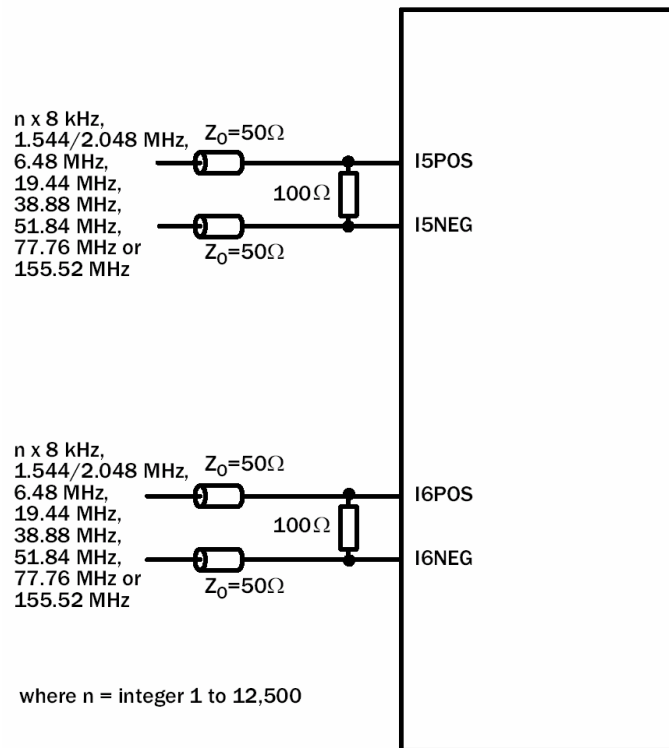 n x 8 kHz,
1.544/2.048 MHz,
6.48 MHz,
19.44 MHz,
38.88 MHz,
51.84 MHz,
77.76 MHz or
155.52 MHz
Z₀=50Ω
I5POS
100Ω
I5NEG
Z₀=50Ω
n x 8 kHz,
1.544/2.048 MHz,
6.48 MHz,
19.44 MHz,
38.88 MHz,
51.84 MHz,
77.76 MHz or
155.52 MHz
Z₀=50Ω
I6POS
100Ω
I6NEG
Z₀=50Ω
where n = integer 1 to 12,500